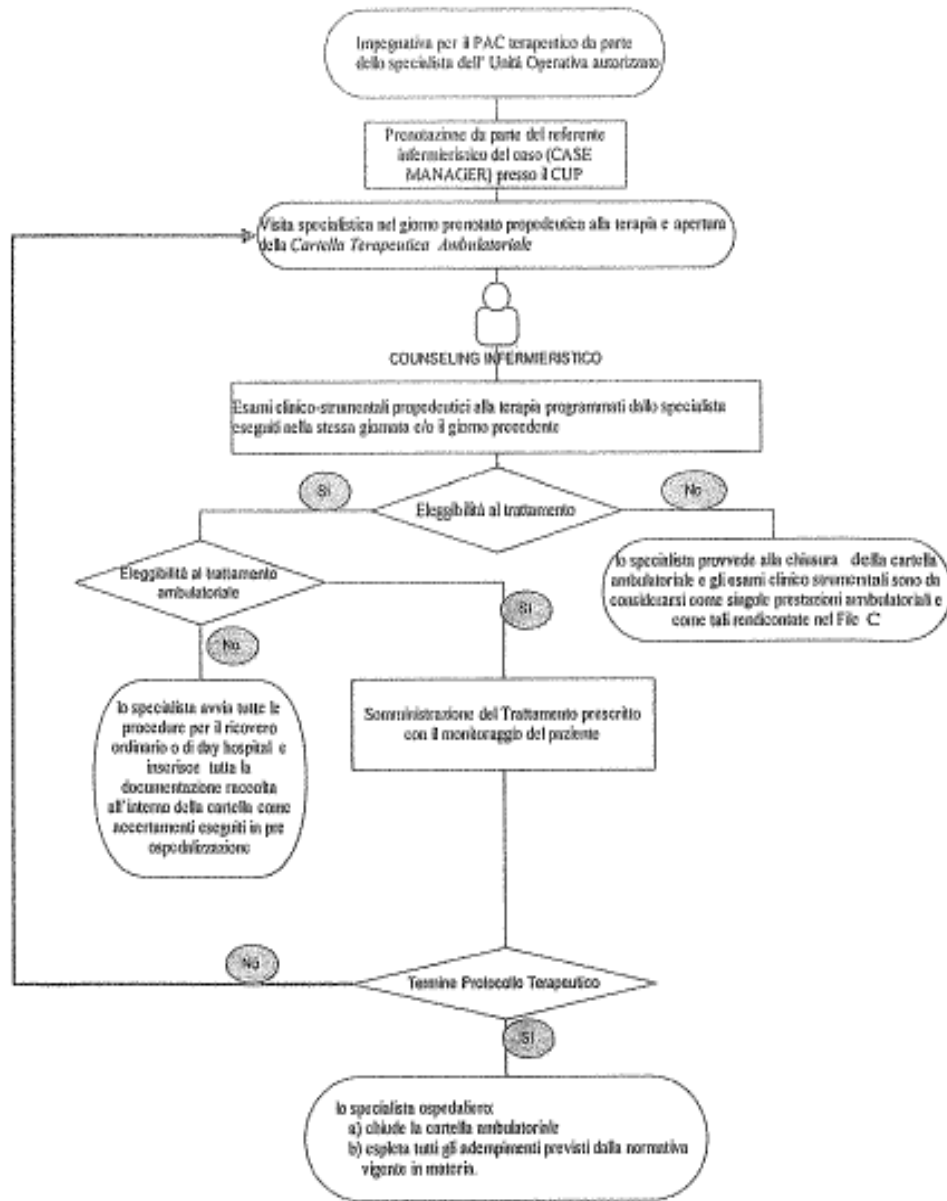 Impegnativa per il PAC terapeutico da parte
dello specialista dell' Unità Operativa autorizzato
Prenotazione da parte del referente
infermieristico del caso (CASE
MANAGER) presso il CUP
Visita specialistica nel giorno prenotato propedeutica alla terapia e apertura
della Cartella Terapeutica Ambulatoriale
COUNSELING INFERMIERISTICO
Esami clinico-strumentali propedeutici alla terapia programmati dallo specialista
eseguiti nella stessa giornata e/o il giorno precedente
Si
No
Eleggibilità al trattamento
Eleggibilità al trattamento
ambulatoriale
lo specialista provvede alla chiusura della cartella
ambulatoriale e gli esami clinico strumentali sono da
considerarsi come singole prestazioni ambulatoriali e
come tali rendicontate nel File C
Si
No
lo specialista avvia tutte le
procedure per il ricovero
ordinario o di day hospital e
inserisce tutta la
documentazione raccolta
all'interno della cartella come
accertamenti eseguiti in pre
ospedalizzazione
Somministrazione del Trattamento prescritto
con il monitoraggio del paziente
No
Termine Protocollo Terapeutico
Si
lo specialista ospedaliero:
a) chiude la cartella ambulatoriale
b) espleta tutti gli adempimenti previsti dalla normativa
vigente in materia.